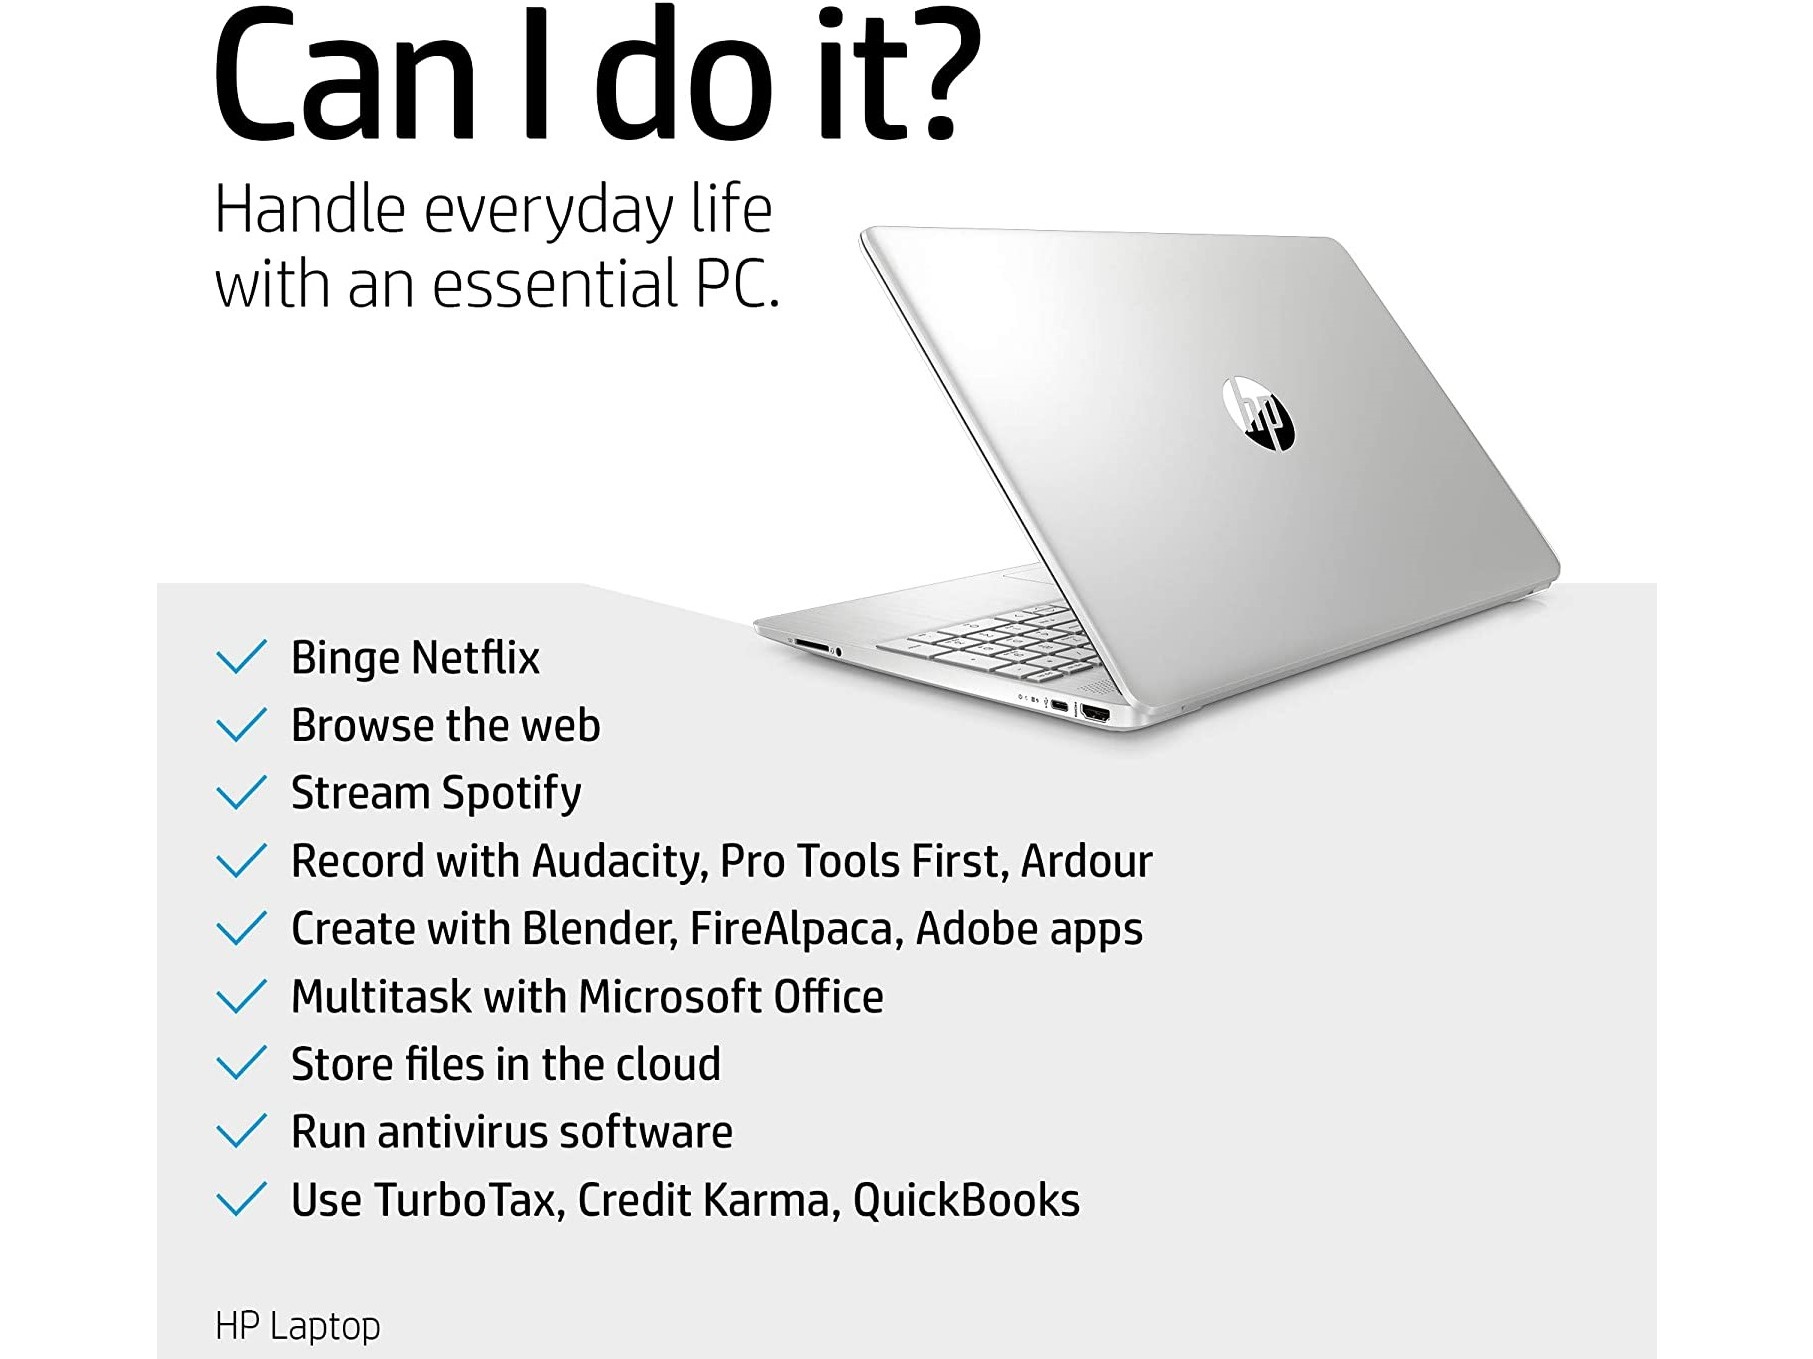 Can I do it?
Handle everyday life
with an essential PC.
hp
Binge Netflix
Browse the web
Stream Spotify
Record with Audacity, Pro Tools First, Ardour
Create with Blender, FireAlpaca, Adobe apps
Multitask with Microsoft Office
Store files in the cloud
Run antivirus software
Use TurboTax, Credit Karma, QuickBooks
HP Laptop